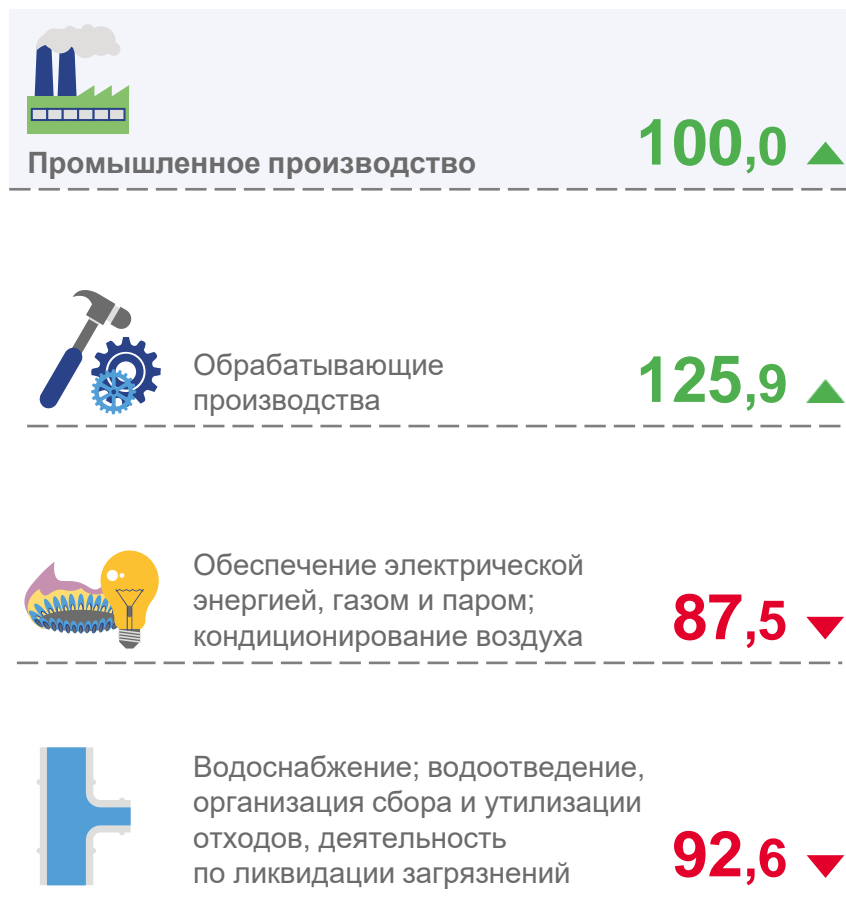 Промышленное производство
100,0
Обрабатывающие
производства
125,9
Обеспечение электрической
энергией, газом и паром;
кондиционирование воздуха
87,5
Водоснабжение; водоотведение,
организация сбора и утилизации
отходов, деятельность
по ликвидации загрязнений
92,6